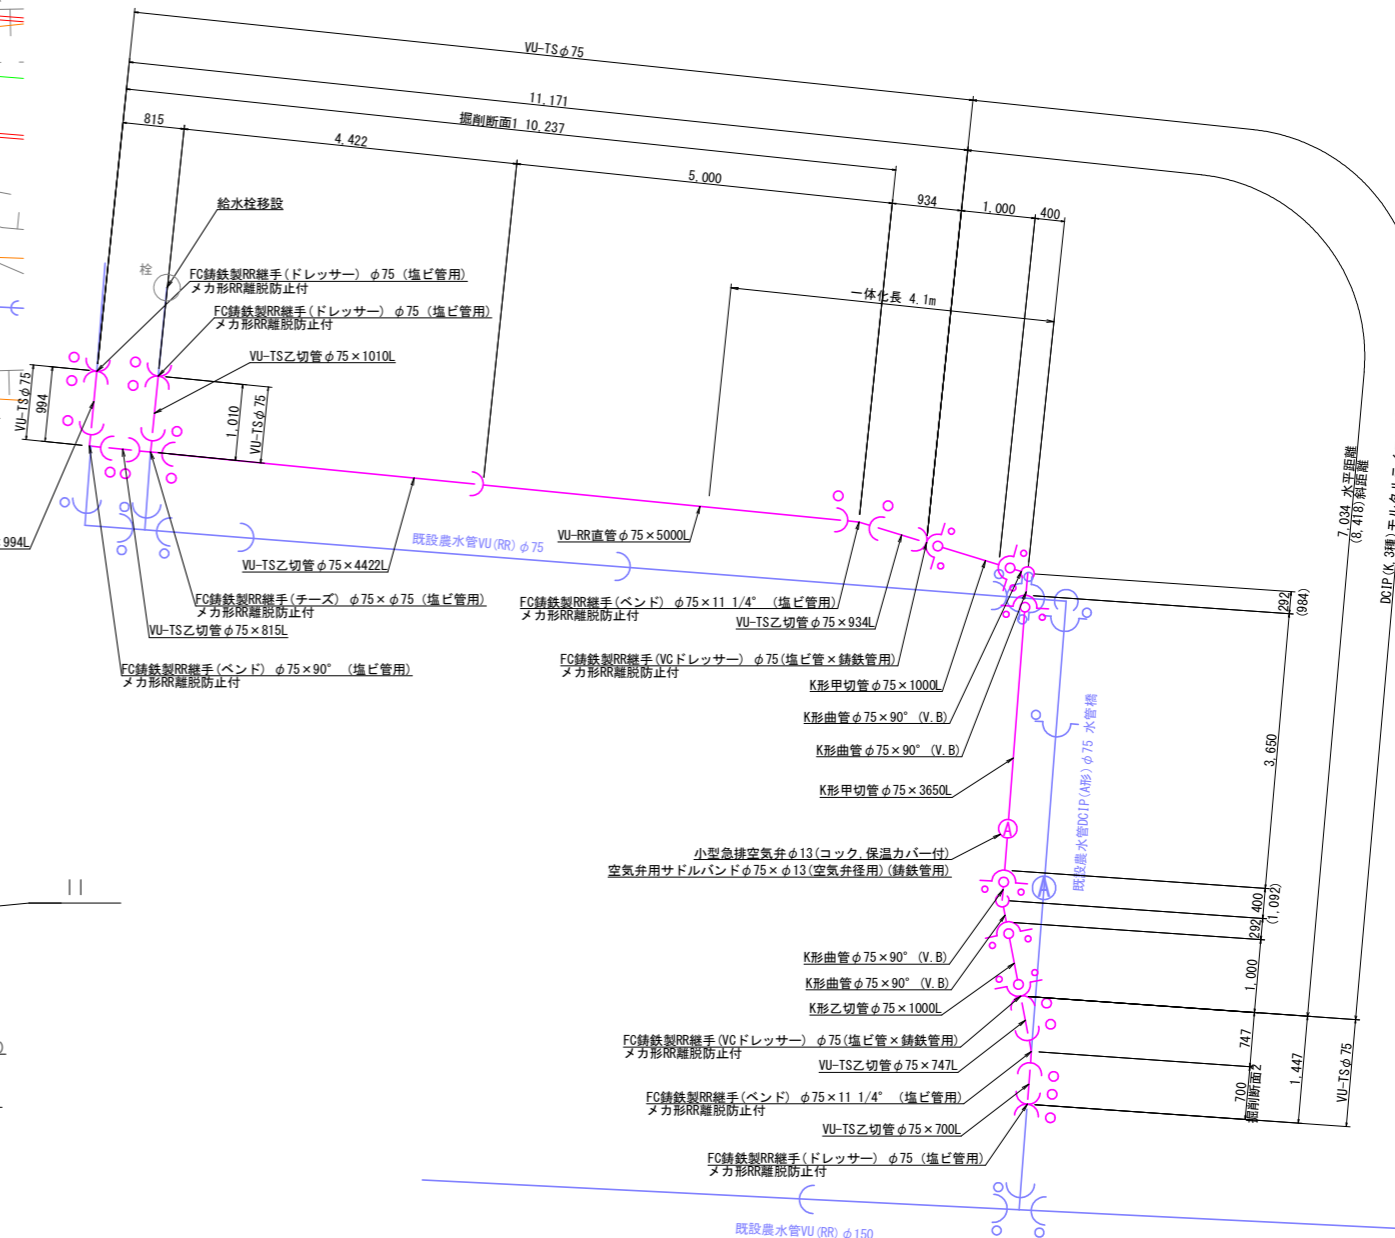 VU-TSφ75
11,171
掘削断面1 10,237
815
4,422
5,000
934
1,000
400
給水栓移設
栓
FC鋳鉄製RR継手(ドレッサー) φ75 (塩ビ管用)
メカ形RR離脱防止付
一体化長 4.1m
FC鋳鉄製RR継手(ドレッサー) φ75 (塩ビ管用)
メカ形RR離脱防止付
VU-TS乙切管φ75×1010L
VU-TSφ75
994
1,010
VU-TSφ75
994L
既設農水管VU(RR)φ75
VU-RR直管φ75×5000L
VU-TS乙切管φ75×4422L
FC鋳鉄製RR継手(チーズ) φ75×φ75 (塩ビ管用)
メカ形RR離脱防止付
VU-TS乙切管φ75×815L
FC鋳鉄製RR継手(ベンド) φ75×90° (塩ビ管用)
メカ形RR離脱防止付
FC鋳鉄製RR継手(ベンド) φ75×11 1/4° (塩ビ管用)
メカ形RR離脱防止付
VU-TS乙切管φ75×934L
FC鋳鉄製RR継手(VCドレッサー) φ75(塩ビ管×鋳鉄管用)
メカ形RR離脱防止付
K形甲切管φ75×1000L
K形曲管φ75×90° (V.B)
K形曲管φ75×90° (V.B)
K形甲切管φ75×3650L
A
小型急排空気弁φ13(コック,保温カバー付)
空気弁用サドルバンドφ75×φ13(空気弁径用)(鋳鉄管用)
A
既設農水管DCIP(A形)φ75 水管橋
K形曲管φ75×90° (V.B)
K形曲管φ75×90° (V.B)
K形乙切管φ75×1000L
FC鋳鉄製RR継手(VCドレッサー) φ75(塩ビ管×鋳鉄管用)
メカ形RR離脱防止付
VU-TS乙切管φ75×747L
FC鋳鉄製RR継手(ベンド) φ75×11 1/4° (塩ビ管用)
メカ形RR離脱防止付
VU-TS乙切管φ75×700L
FC鋳鉄製RR継手(ドレッサー) φ75 (塩ビ管用)
メカ形RR離脱防止付
既設農水管VU(RR)φ150
292
(984)
3,650
400
(1,092)
292
1,000
747
700
掘削断面2
1,447
VU-TSφ75
7,034 水平距離
(8,418)斜距離
DCIP(K,3種)モルタルライ